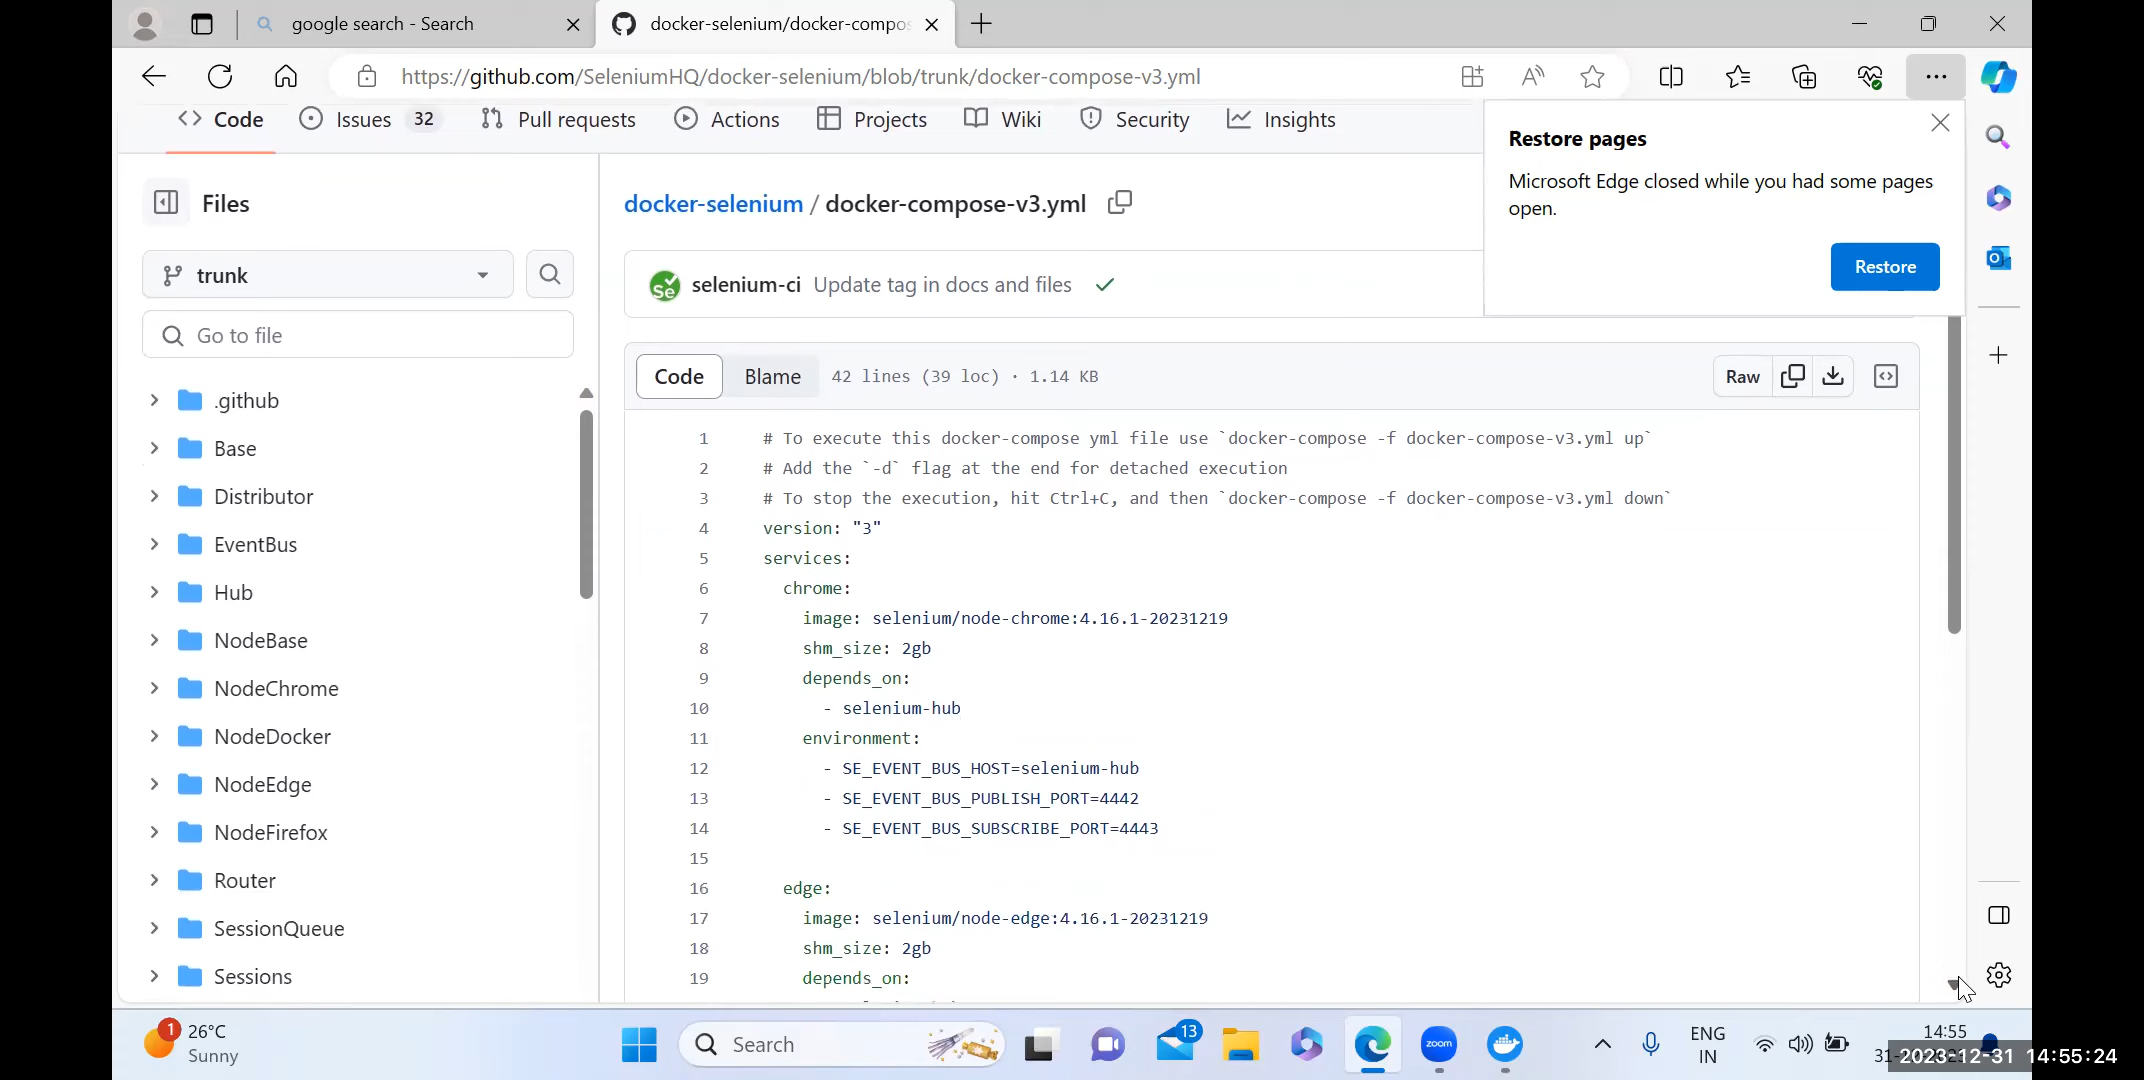 google search - Search
docker-selenium/docker-compos
https://github.com/SeleniumHQ/docker-selenium/blob/trunk/docker-compose-v3.yml
Code
Issues 32
Pull requests
Actions
Projects
Wiki
Security
Insights
Restore pages
Microsoft Edge closed while you had some pages
open.
Restore
Files
trunk
Go to file
.github
Base
Distributor
EventBus
Hub
NodeBase
NodeChrome
NodeDocker
NodeEdge
NodeFirefox
Router
SessionQueue
Sessions
docker-selenium / docker-compose-v3.yml
selenium-ci Update tag in docs and files
Code Blame 42 lines (39 loc) · 1.14 KB
Raw
1 # To execute this docker-compose yml file use `docker-compose -f docker-compose-v3.yml up`
2 # Add the `-d` flag at the end for detached execution
3 # To stop the execution, hit Ctrl+C, and then `docker-compose -f docker-compose-v3.yml down`
4 version: "3"
5 services:
6 chrome:
7 image: selenium/node-chrome:4.16.1-20231219
8 shm_size: 2gb
9 depends_on:
10 - selenium-hub
11 environment:
12 - SE_EVENT_BUS_HOST=selenium-hub
13 - SE_EVENT_BUS_PUBLISH_PORT=4442
14 - SE_EVENT_BUS_SUBSCRIBE_PORT=4443
15
16 edge:
17 image: selenium/node-edge:4.16.1-20231219
18 shm_size: 2gb
19 depends_on:
1
26°C
Sunny
Search
13
zoom
ENG
IN
14:55
2023-12-31 14:55:24